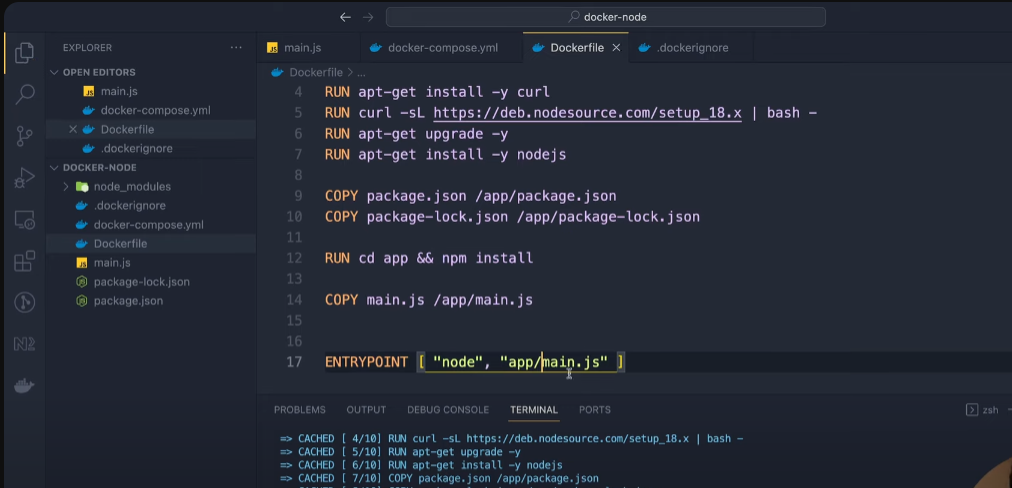 docker-node
EXPLORER
OPEN EDITORS
main.js
docker-compose.yml
Dockerfile
.dockerignore
DOCKER-NODE
node_modules
.dockerignore
docker-compose.yml
Dockerfile
main.js
package-lock.json
package.json
main.js docker-compose.yml Dockerfile .dockerignore
Dockerfile > ...
4 RUN apt-get install -y curl
5 RUN curl -sL https://deb.nodesource.com/setup_18.x | bash -
6 RUN apt-get upgrade -y
7 RUN apt-get install -y nodejs
8
9 COPY package.json /app/package.json
10 COPY package-lock.json /app/package-lock.json
11
12 RUN cd app && npm install
13
14 COPY main.js /app/main.js
15
16
17 ENTRYPOINT [ "node", "app/main.js" ]
PROBLEMS OUTPUT DEBUG CONSOLE TERMINAL PORTS zsh
=> CACHED [ 4/10] RUN curl -sL https://deb.nodesource.com/setup_18.x | bash -
=> CACHED [ 5/10] RUN apt-get upgrade -y
=> CACHED [ 6/10] RUN apt-get install -y nodejs
=> CACHED [ 7/10] COPY package.json /app/package.json